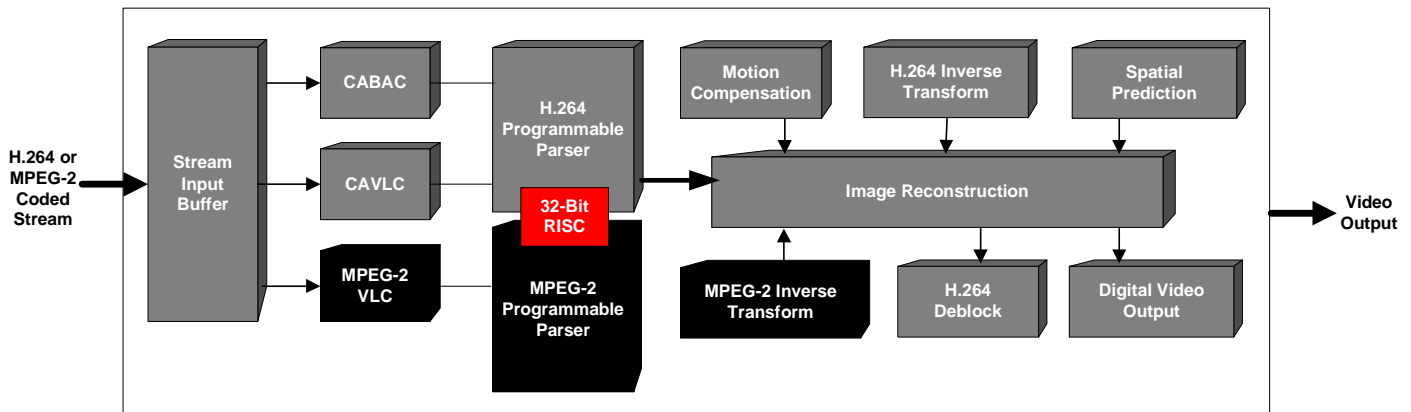 H.264 or
MPEG-2
Coded
Stream
Stream
Input
Buffer
CABAC
CAVLC
MPEG-2
VLC
H.264
Programmable
Parser
32-Bit
RISC
MPEG-2
Programmable
Parser
Motion
Compensation
H.264 Inverse
Transform
Spatial
Prediction
Image Reconstruction
MPEG-2 Inverse
Transform
H.264
Deblock
Digital Video
Output
Video
Output